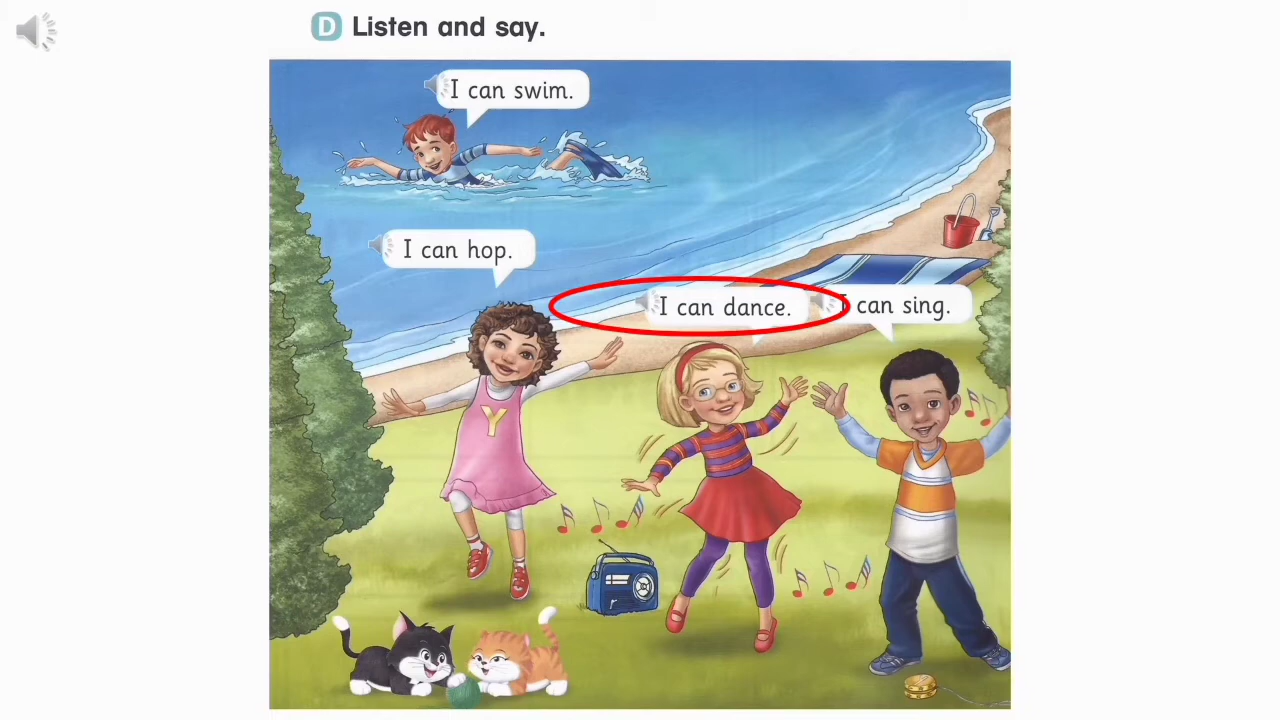 D Listen and say.
I can swim.
I can hop.
I can dance.
I can sing.
Y